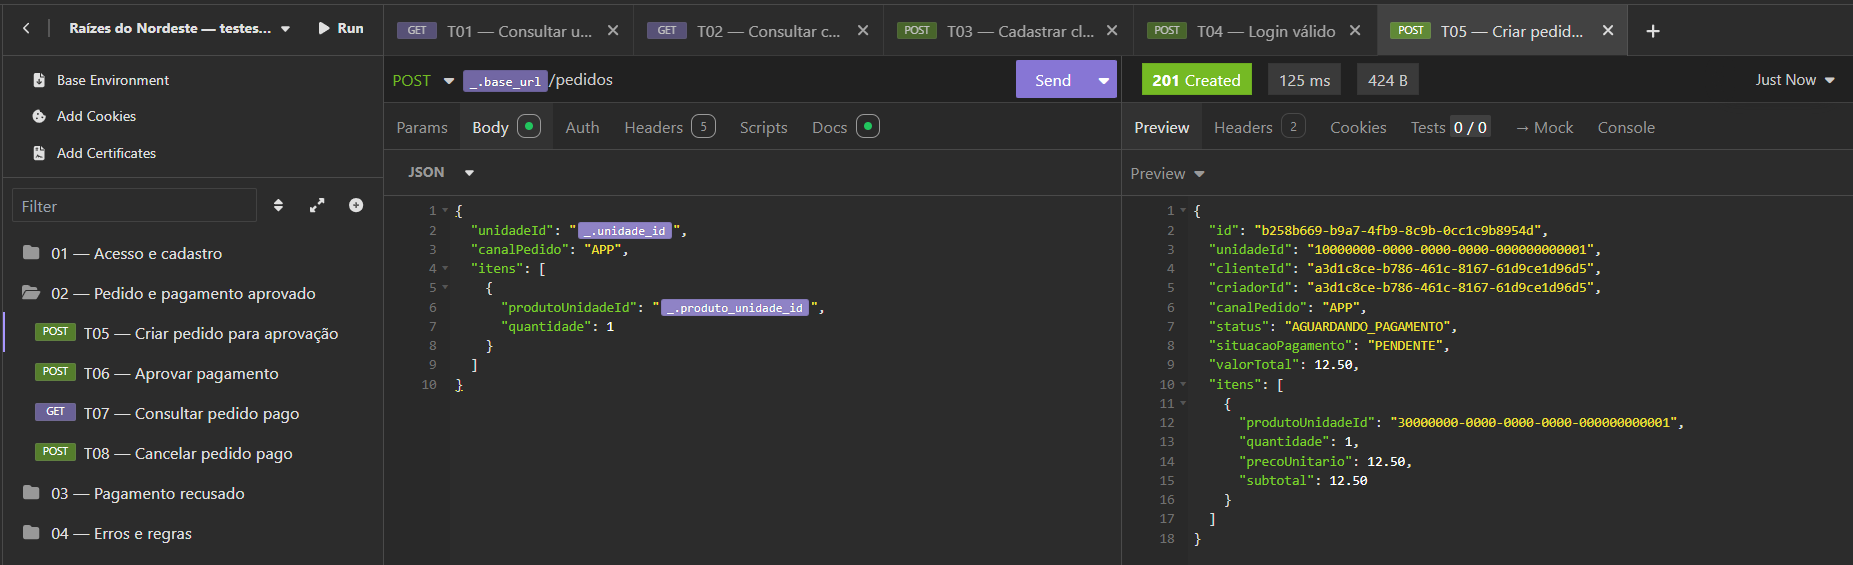 Raízes do Nordeste — testes...
Run
GET T01 — Consultar u...
GET T02 — Consultar c...
POST T03 — Cadastrar cl...
POST T04 — Login válido
POST T05 — Criar pedid...
Base Environment
Add Cookies
Add Certificates
Filter
01 — Acesso e cadastro
02 — Pedido e pagamento aprovado
POST T05 — Criar pedido para aprovação
POST T06 — Aprovar pagamento
GET T07 — Consultar pedido pago
POST T08 — Cancelar pedido pago
03 — Pagamento recusado
04 — Erros e regras
POST _.base_url/pedidos
Send
Params Body Auth Headers 5 Scripts Docs
JSON
1 {
2 "unidadeId": "_.unidade_id",
3 "canalPedido": "APP",
4 "itens": [
5 {
6 "produtoUnidadeId": "_.produto_unidade_id",
7 "quantidade": 1
8 }
9 ]
10 }
201 Created 125 ms 424 B Just Now
Preview Headers 2 Cookies Tests 0 / 0 → Mock Console
Preview
1 {
2 "id": "b258b669-b9a7-4fb9-8c9b-0cc1c9b8954d",
3 "unidadeId": "10000000-0000-0000-0000-000000000001",
4 "clienteId": "a3d1c8ce-b786-461c-8167-61d9ce1d96d5",
5 "criadorId": "a3d1c8ce-b786-461c-8167-61d9ce1d96d5",
6 "canalPedido": "APP",
7 "status": "AGUARDANDO_PAGAMENTO",
8 "situacaoPagamento": "PENDENTE",
9 "valorTotal": 12.50,
10 "itens": [
11 {
12 "produtoUnidadeId": "30000000-0000-0000-0000-000000000001",
13 "quantidade": 1,
14 "precoUnitario": 12.50,
15 "subtotal": 12.50
16 }
17 ]
18 }